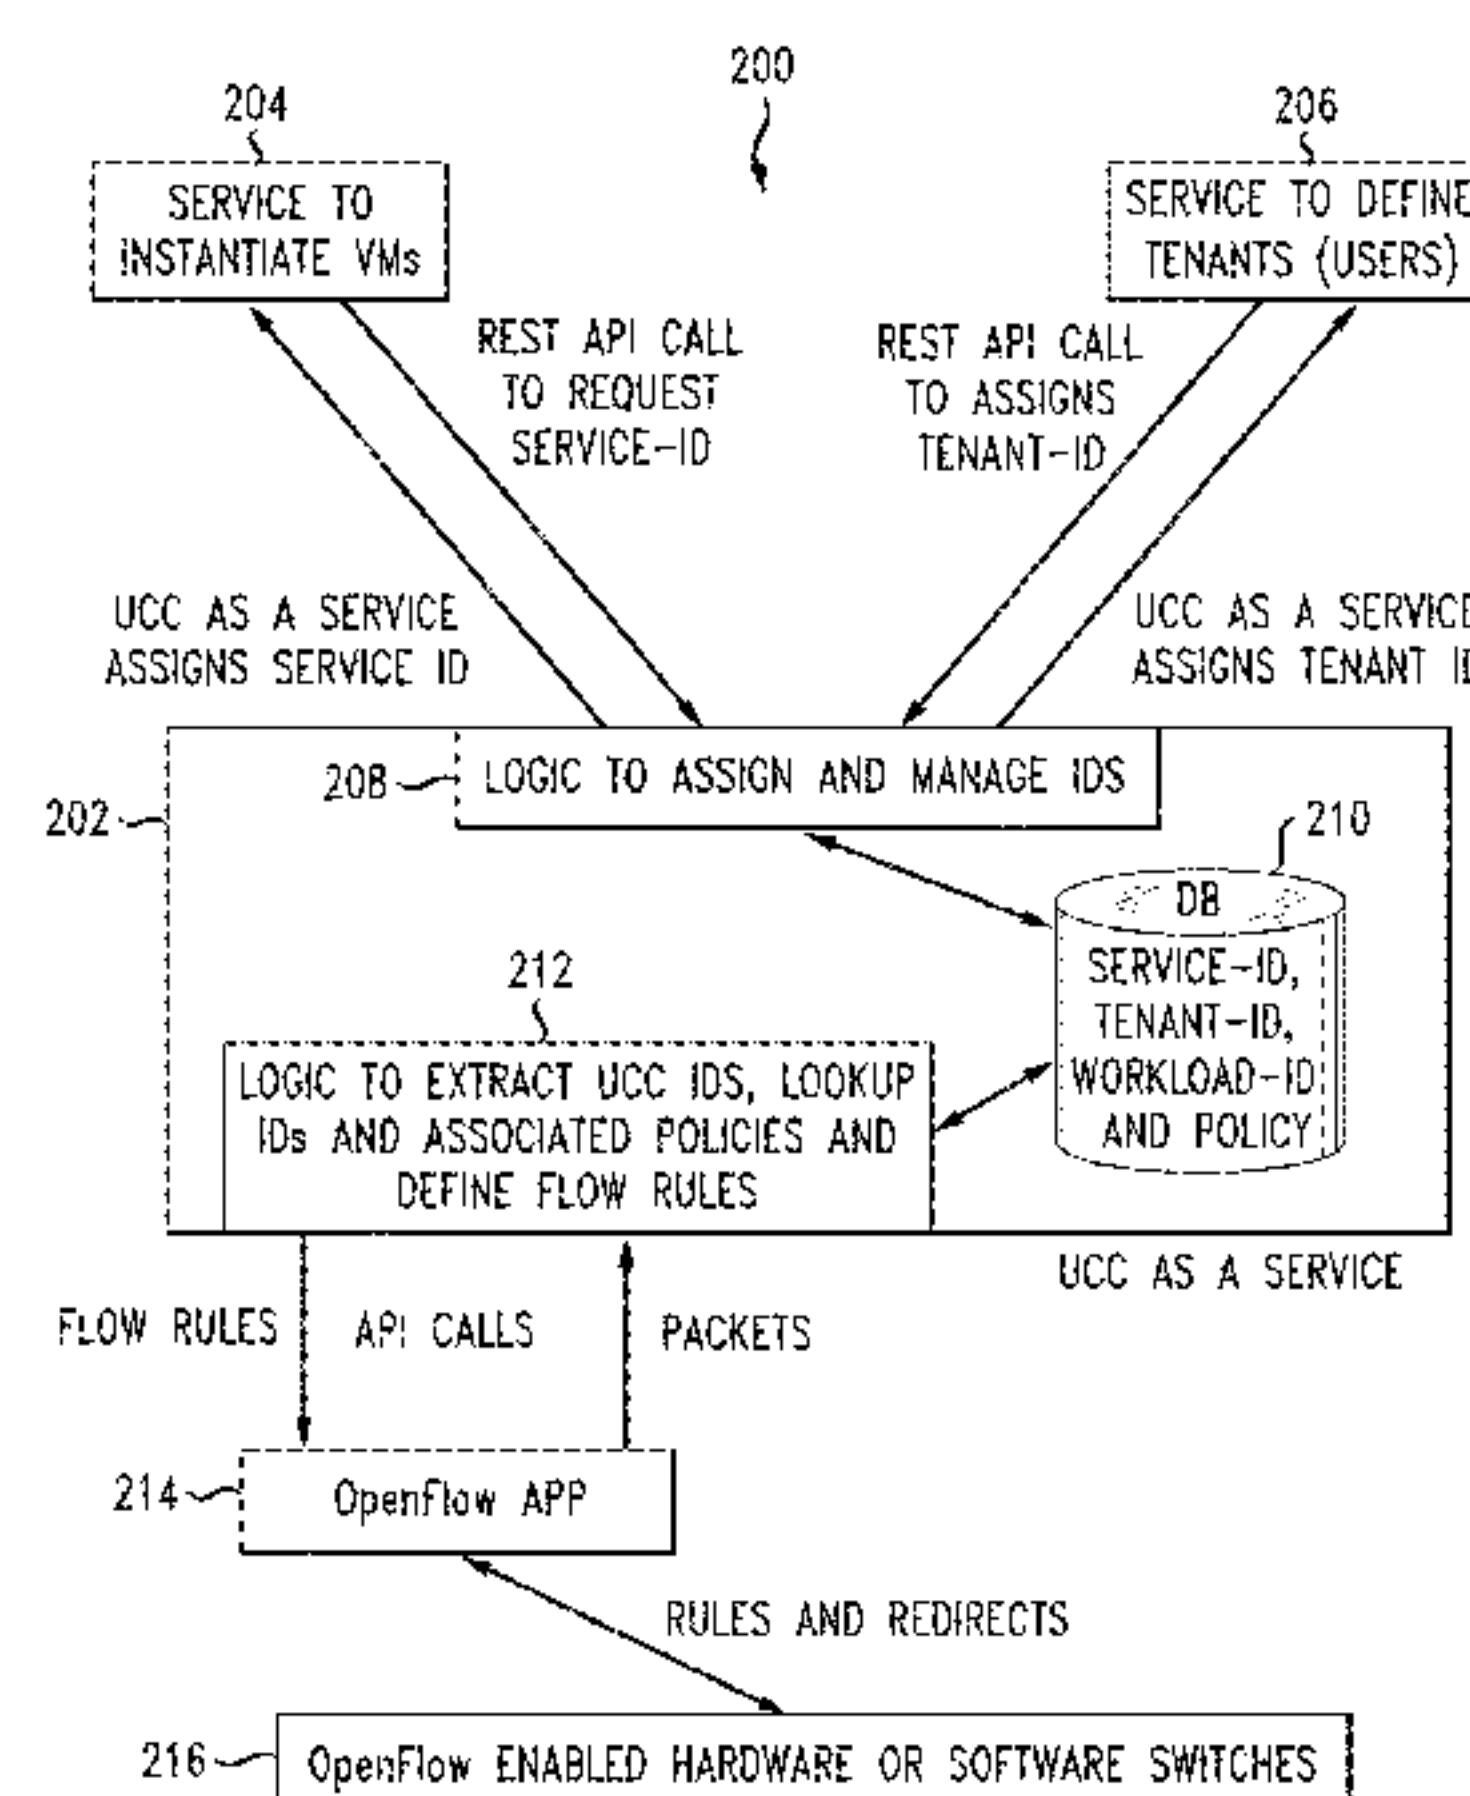 200
204
206
SERVICE TO
INSTANTIATE VMs
SERVICE TO DEFINE
TENANTS (USERS)
REST API CALL
TO REQUEST
SERVICE-ID
REST API CALL
TO ASSIGNS
TENANT-ID
UCC AS A SERVICE
ASSIGNS SERVICE ID
UCC AS A SERVICE
ASSIGNS TENANT ID
208
LOGIC TO ASSIGN AND MANAGE IDS
202
210
DB
SERVICE-ID,
TENANT-ID,
WORKLOAD-ID
AND POLICY
212
LOGIC TO EXTRACT UCC IDS, LOOKUP
IDs AND ASSOCIATED POLICIES AND
DEFINE FLOW RULES
UCC AS A SERVICE
FLOW RULES
API CALLS
PACKETS
214
OpenFlow APP
RULES AND REDIRECTS
216
OpenFlow ENABLED HARDWARE OR SOFTWARE SWITCHES